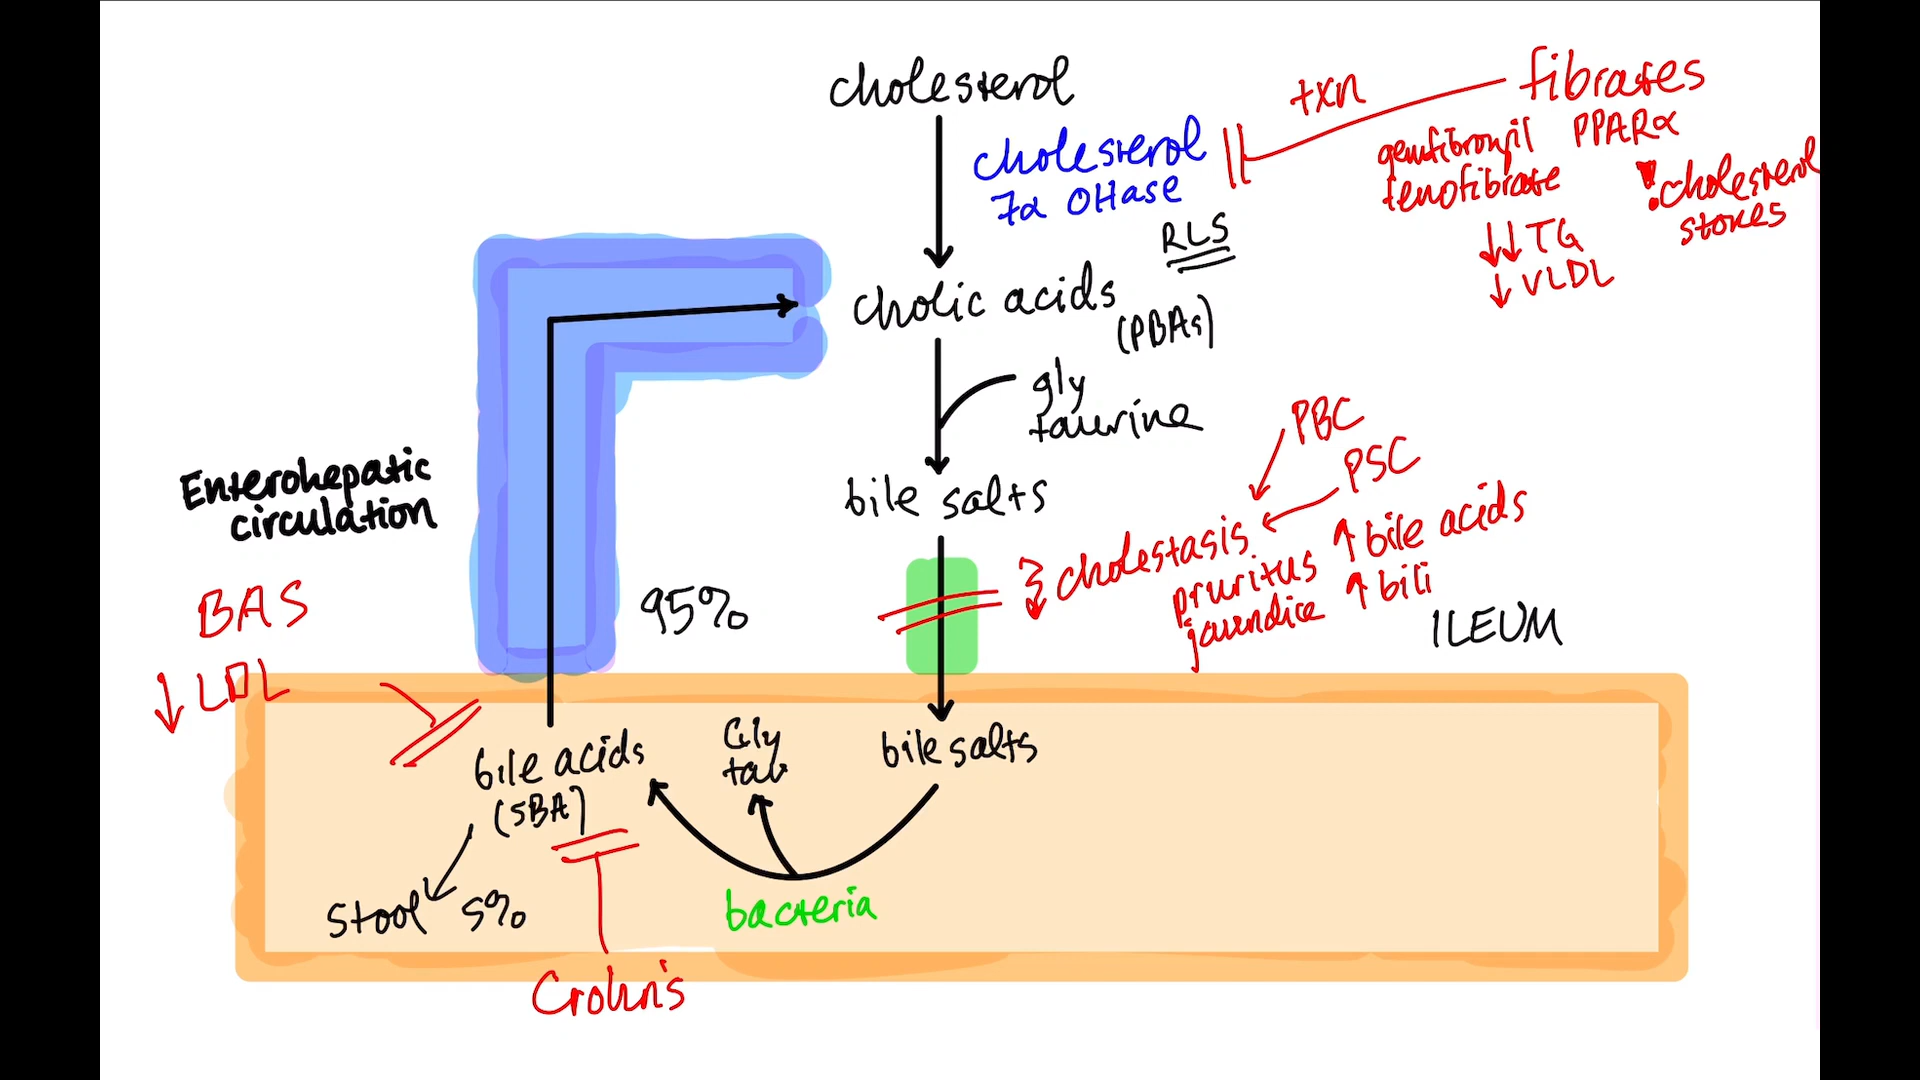 cholesterol
cholesterol
7α OHase
RLS
txn
fibrates
gemfibrozil PPARα
fenofibrate
! cholesterol
stones
↓↓ TG
↓ VLDL
cholic acids
(PBAs)
gly
taurine
bile salts
PBC
PSC
cholestasis
pruritus ↑ bile acids
jaundice ↑ bili
ILEUM
Enterohepatic
circulation
95%
BAS
↓ LDL
bile acids
(SBA)
Gly
tau
bile salts
stool 5%
bacteria
Crohn's